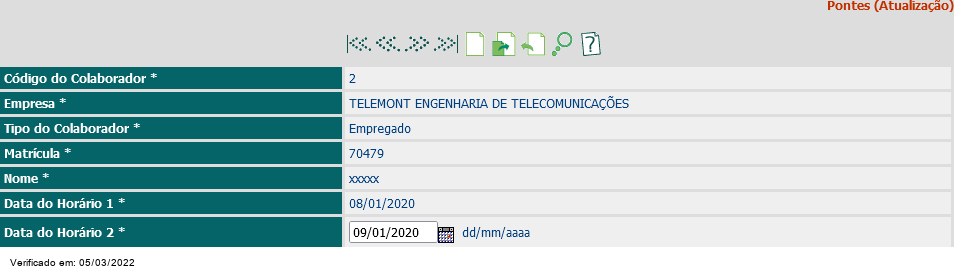 Pontes (Atualização)
?
Código do Colaborador * 2
Empresa * TELEMONT ENGENHARIA DE TELECOMUNICAÇÕES
Tipo do Colaborador * Empregado
Matrícula * 70479
Nome * xxxxx
Data do Horário 1 * 08/01/2020
Data do Horário 2 * 09/01/2020 dd/mm/aaaa
Verificado em: 05/03/2022